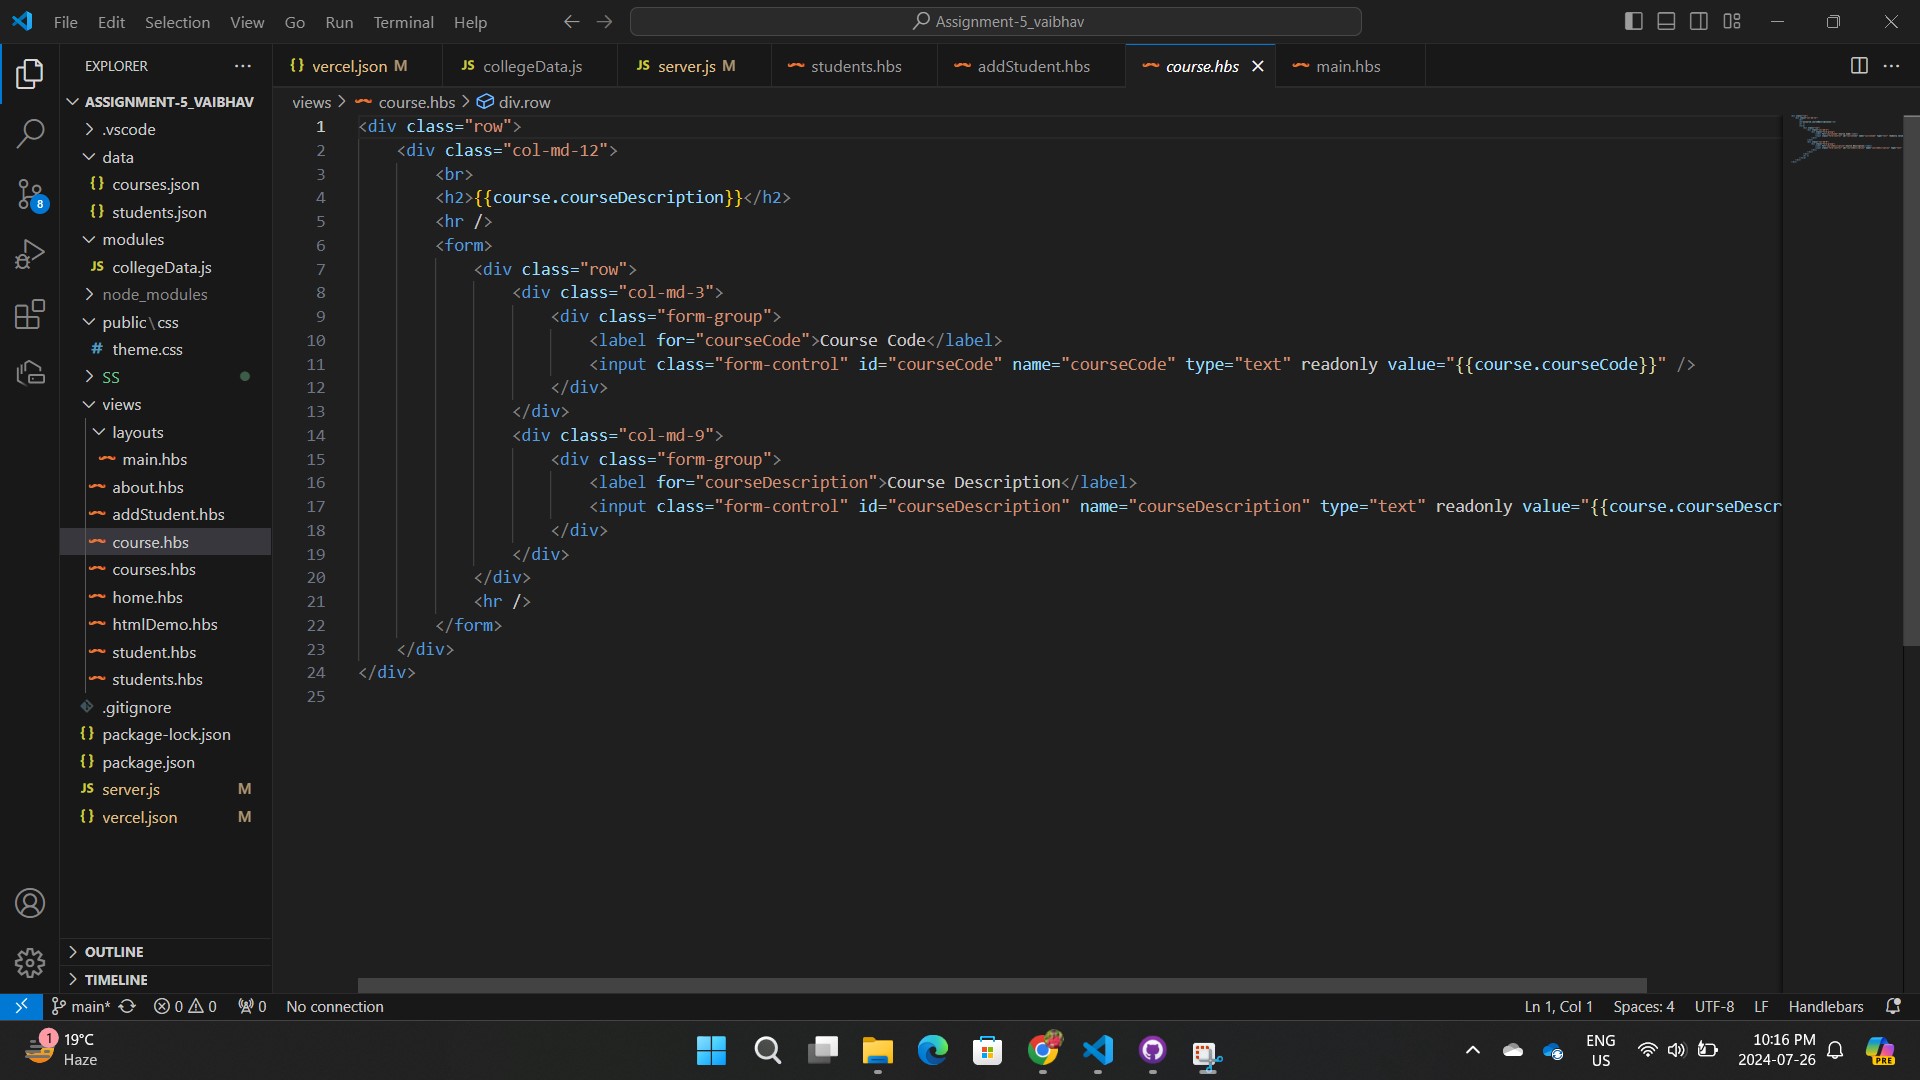 File Edit Selection View Go Run Terminal Help
Assignment-5_vaibhav
EXPLORER
vercel.json M
JS collegeData.js
JS server.js M
students.hbs
addStudent.hbs
course.hbs
main.hbs
ASSIGNMENT-5_VAIBHAV
.vscode
data
{} courses.json
{} students.json
modules
JS collegeData.js
node_modules
public\css
# theme.css
SS
views
layouts
main.hbs
about.hbs
addStudent.hbs
course.hbs
courses.hbs
home.hbs
htmlDemo.hbs
student.hbs
students.hbs
.gitignore
{} package-lock.json
{} package.json
JS server.js M
{} vercel.json M
8
OUTLINE
TIMELINE
views > course.hbs > div.row
1 <div class="row">
2 <div class="col-md-12">
3 <br>
4 <h2>{{course.courseDescription}}</h2>
5 <hr />
6 <form>
7 <div class="row">
8 <div class="col-md-3">
9 <div class="form-group">
10 <label for="courseCode">Course Code</label>
11 <input class="form-control" id="courseCode" name="courseCode" type="text" readonly value="{{course.courseCode}}" />
12 </div>
13 </div>
14 <div class="col-md-9">
15 <div class="form-group">
16 <label for="courseDescription">Course Description</label>
17 <input class="form-control" id="courseDescription" name="courseDescription" type="text" readonly value="{{course.courseDescr
18 </div>
19 </div>
20 </div>
21 <hr />
22 </form>
23 </div>
24 </div>
25
main* 0 0 0 No connection
Ln 1, Col 1 Spaces: 4 UTF-8 LF Handlebars
1 19°C
Haze
ENG
US
10:16 PM
2024-07-26
PRE